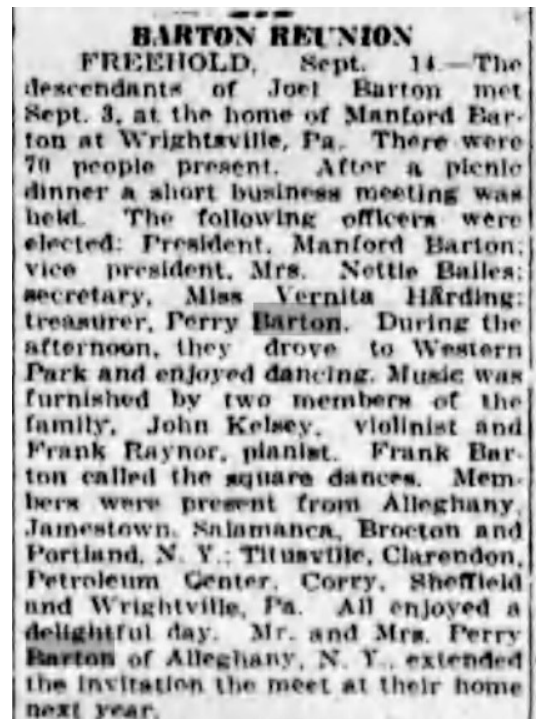 BARTON REUNION
FREEHOLD, Sept. 14.—The
descendants of Joel Barton met
Sept. 3, at the home of Manford Bar-
ton at Wrightsville, Pa. There were
70 people present. After a picnic
dinner a short business meeting was
held. The following officers were
elected: President, Manford Barton;
vice president, Mrs. Nettie Bailes;
secretary, Miss Vernita Harding;
treasurer, Perry Barton. During the
afternoon, they drove to Western
Park and enjoyed dancing. Music was
furnished by two members of the
family, John Kelsey, violinist and
Frank Raynor, pianist. Frank Bar-
ton called the square dances. Mem-
bers were present from Alleghany,
Jamestown, Salamanca, Brocton and
Portland, N. Y.; Titusville, Clarendon,
Petroleum Center, Corry, Sheffield
and Wrightville, Pa. All enjoyed a
delightful day. Mr. and Mrs. Perry
Barton of Alleghany, N. Y., extended
the invitation the meet at their home
next year.